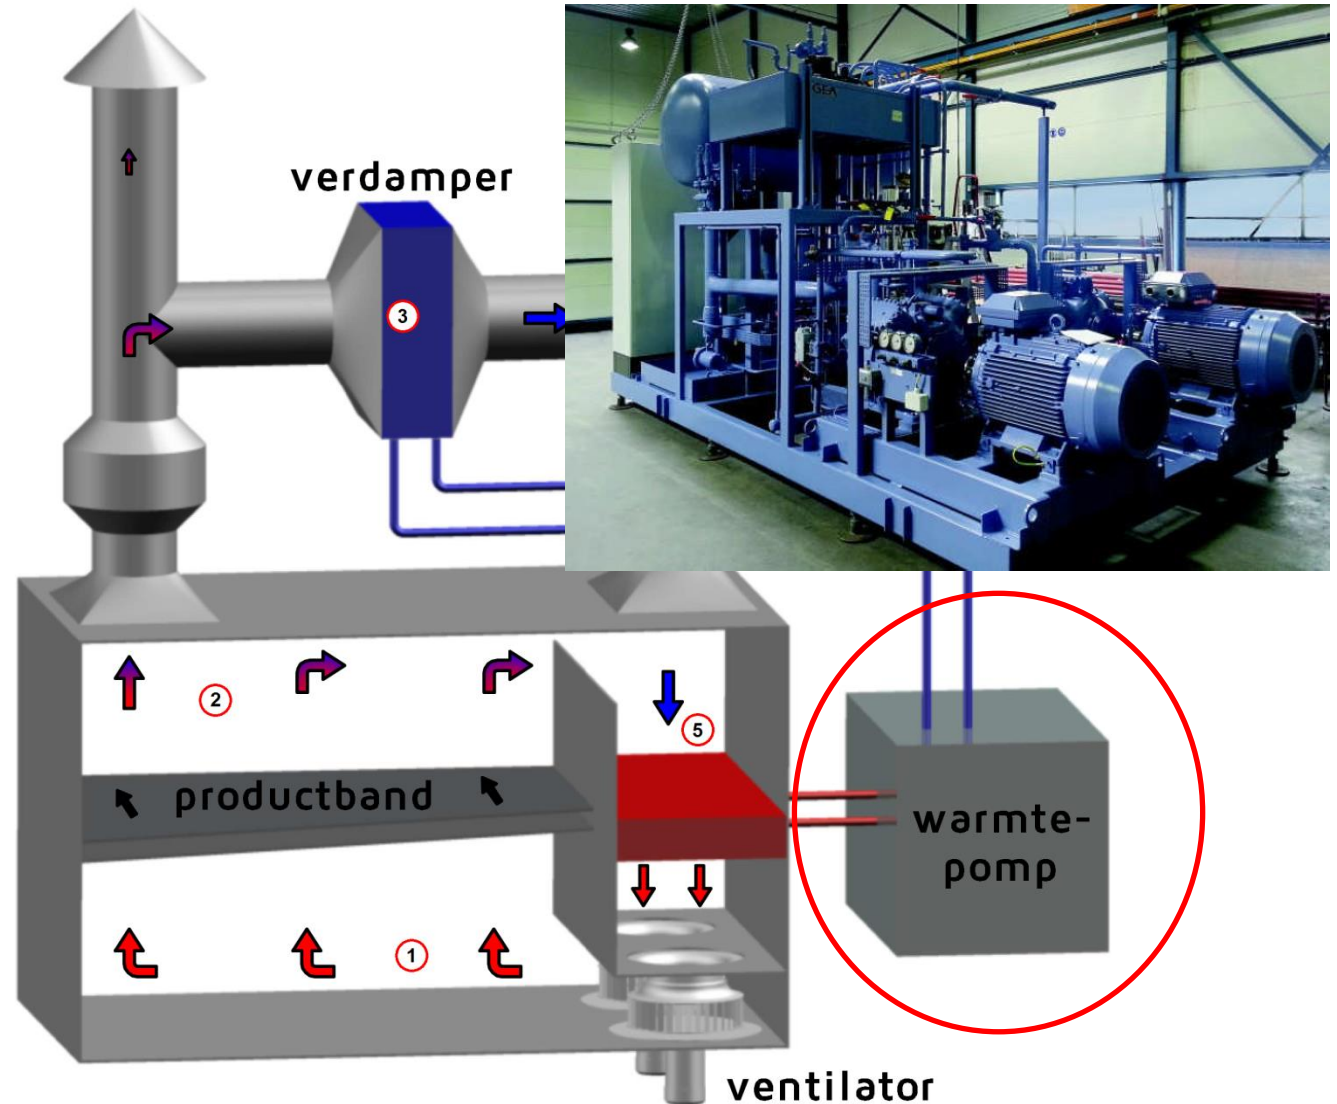 GEA
verdamper
3
2
5
productband
warmte-
pomp
1
ventilator